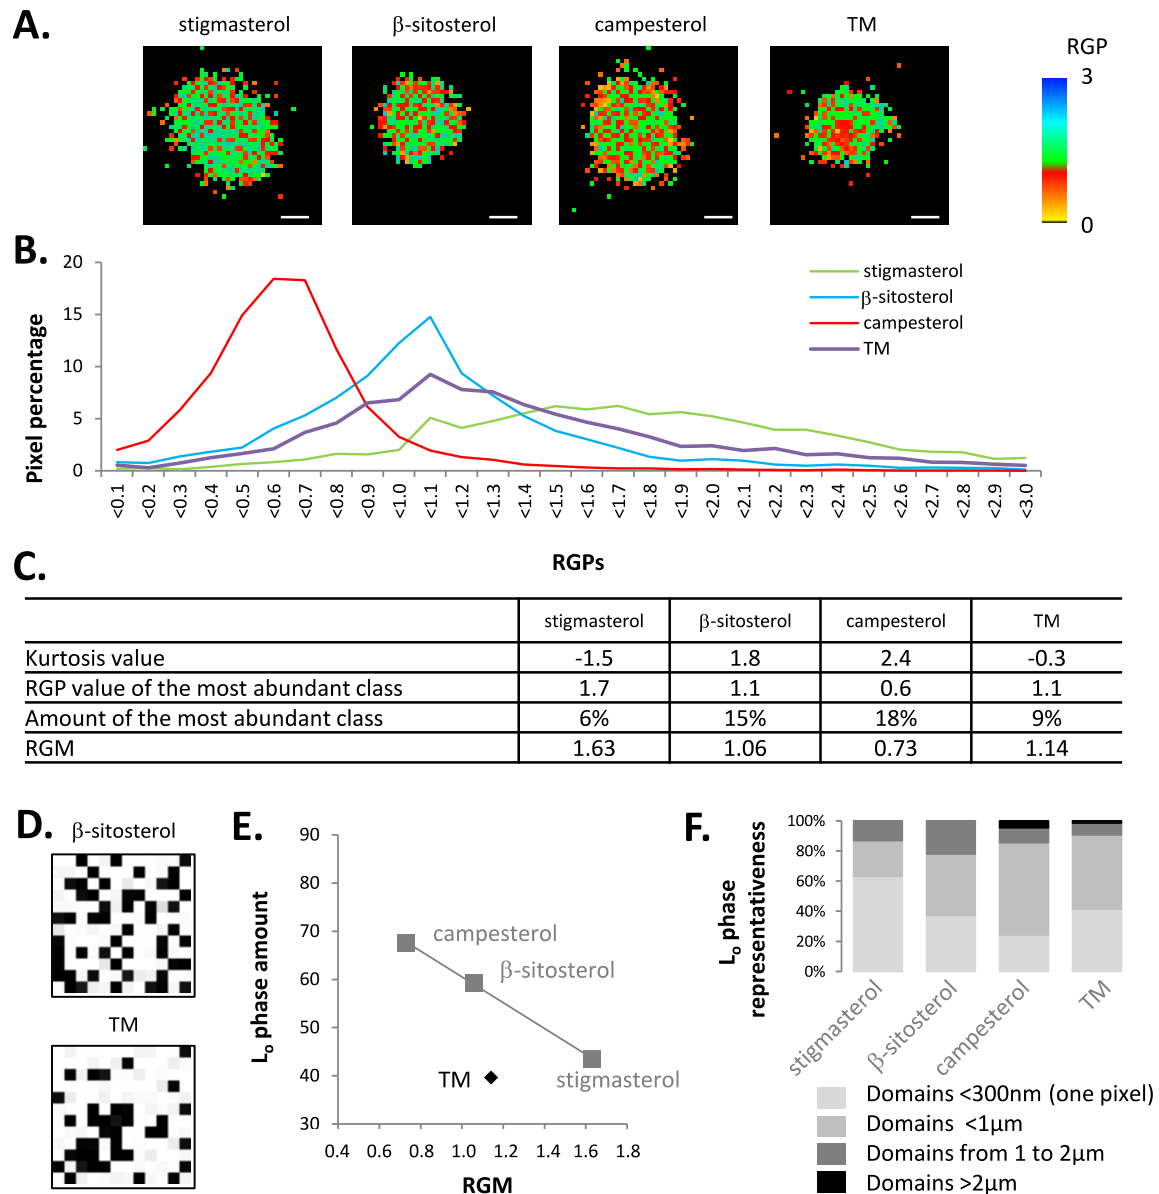 A.
stigmasterol β-sitosterol campesterol TM
RGP
3
0
B.
Pixel percentage
20
15
10
5
0
stigmasterol
β-sitosterol
campesterol
TM
<0.1 <0.2 <0.3 <0.4 <0.5 <0.6 <0.7 <0.8 <0.9 <1.0 <1.1 <1.2 <1.3 <1.4 <1.5 <1.6 <1.7 <1.8 <1.9 <2.0 <2.1 <2.2 <2.3 <2.4 <2.5 <2.6 <2.7 <2.8 <2.9 <3.0
RGPs
C.
stigmasterol β-sitosterol campesterol TM
Kurtosis value -1.5 1.8 2.4 -0.3
RGP value of the most abundant class 1.7 1.1 0.6 1.1
Amount of the most abundant class 6% 15% 18% 9%
RGM 1.63 1.06 0.73 1.14
D.
β-sitosterol
TM
E.
Lo phase amount
90
80
70
60
50
40
30
campesterol
β-sitosterol
TM
stigmasterol
0.4 0.6 0.8 1.0 1.2 1.4 1.6 1.8
RGM
F.
Lo phase
representativeness
100%
80%
60%
40%
20%
0%
stigmasterol
β-sitosterol
campesterol
TM
Domains <300nm (one pixel)
Domains <1μm
Domains from 1 to 2μm
Domains >2μm